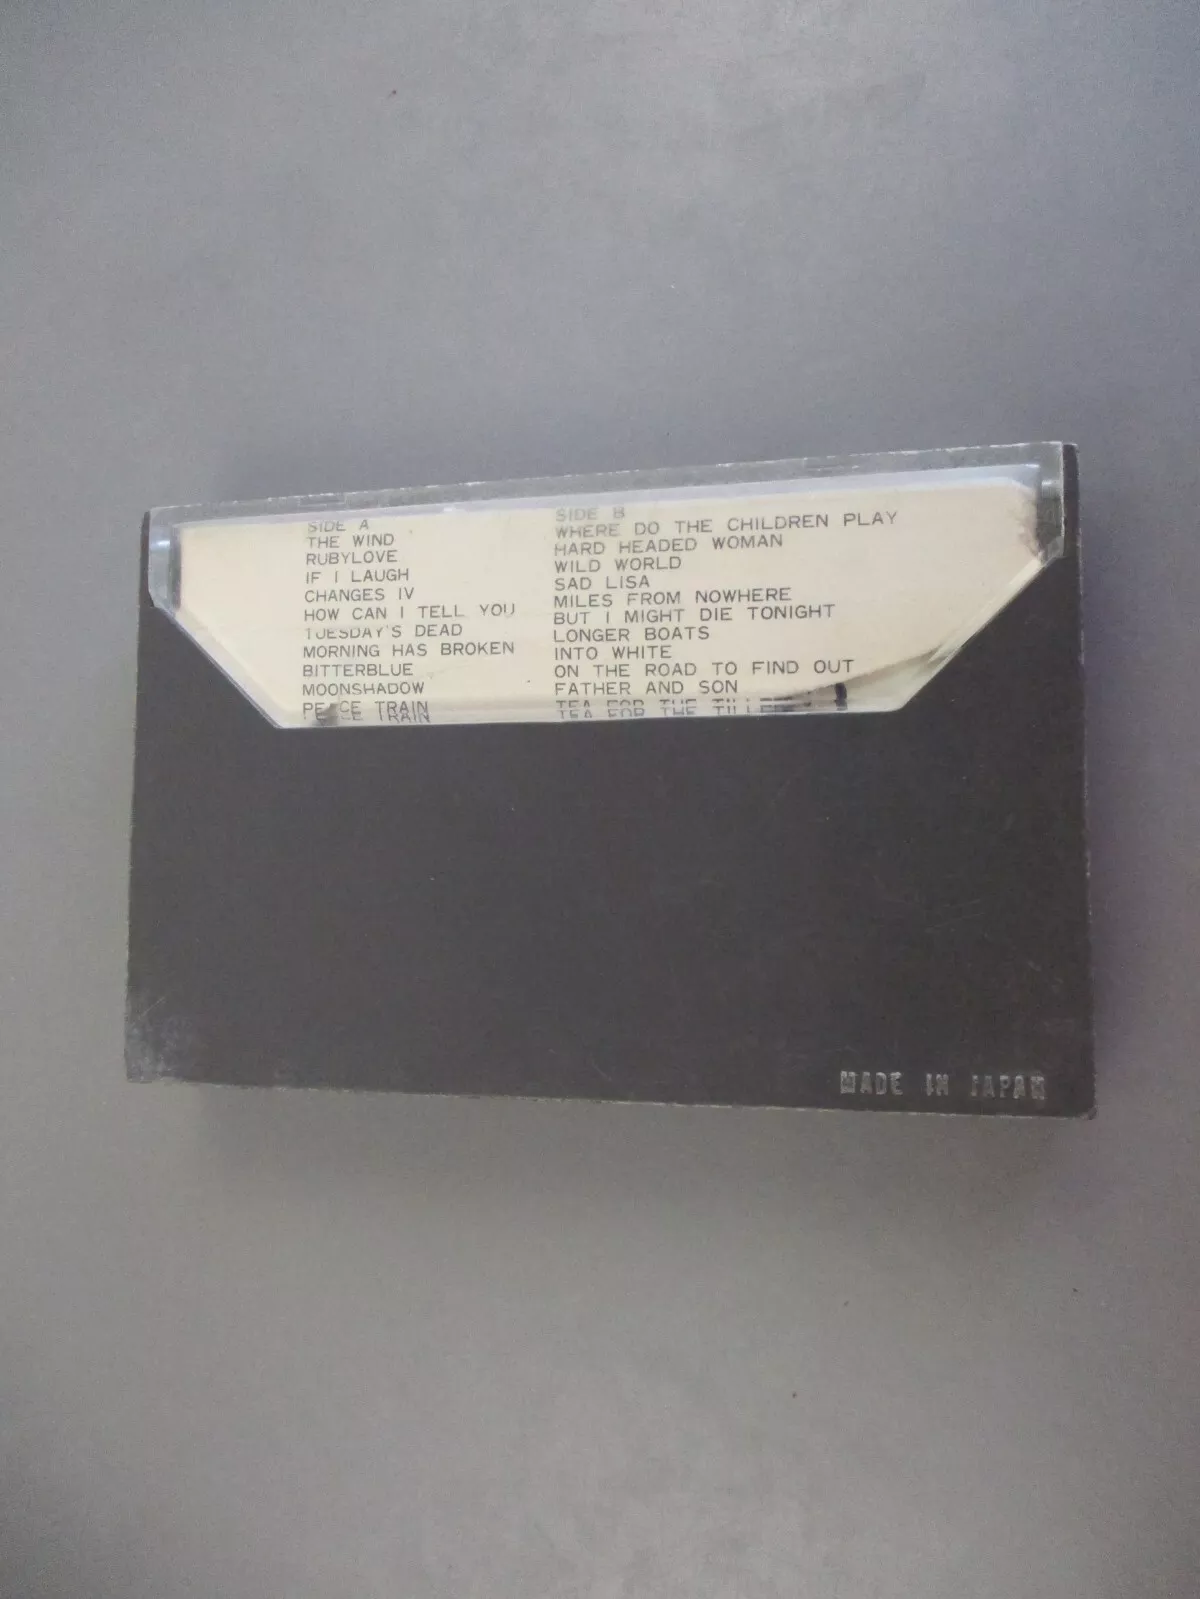 SIDE A
THE WIND
RUBYLOVE
IF I LAUGH
CHANGES IV
HOW CAN I TELL YOU
TUESDAY'S DEAD
MORNING HAS BROKEN
BITTERBLUE
MOONSHADOW
PEACE TRAIN
SIDE B
WHERE DO THE CHILDREN PLAY
HARD HEADED WOMAN
WILD WORLD
SAD LISA
MILES FROM NOWHERE
BUT I MIGHT DIE TONIGHT
LONGER BOATS
INTO WHITE
ON THE ROAD TO FIND OUT
FATHER AND SON
TEA FOR THE
MADE IN JAPAN